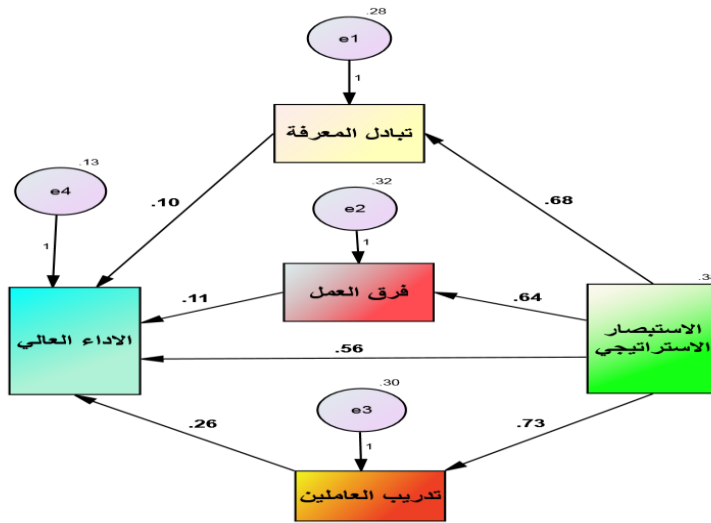 .28
e1
1
تبادل المعرفة
.13
e4
1
.10
.32
e2
1
.68
فرق العمل
.11
.64
الاداء العالي
الاستبصار
الاستراتيجي
.56
.30
e3
1
.26
.73
تدريب العاملين